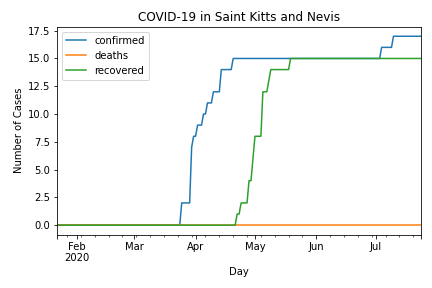 COVID-19 in Saint Kitts and Nevis
confirmed
deaths
recovered
Number of Cases
17.5
15.0
12.5
10.0
7.5
5.0
2.5
0.0
Feb Mar Apr May Jun Jul
2020
Day